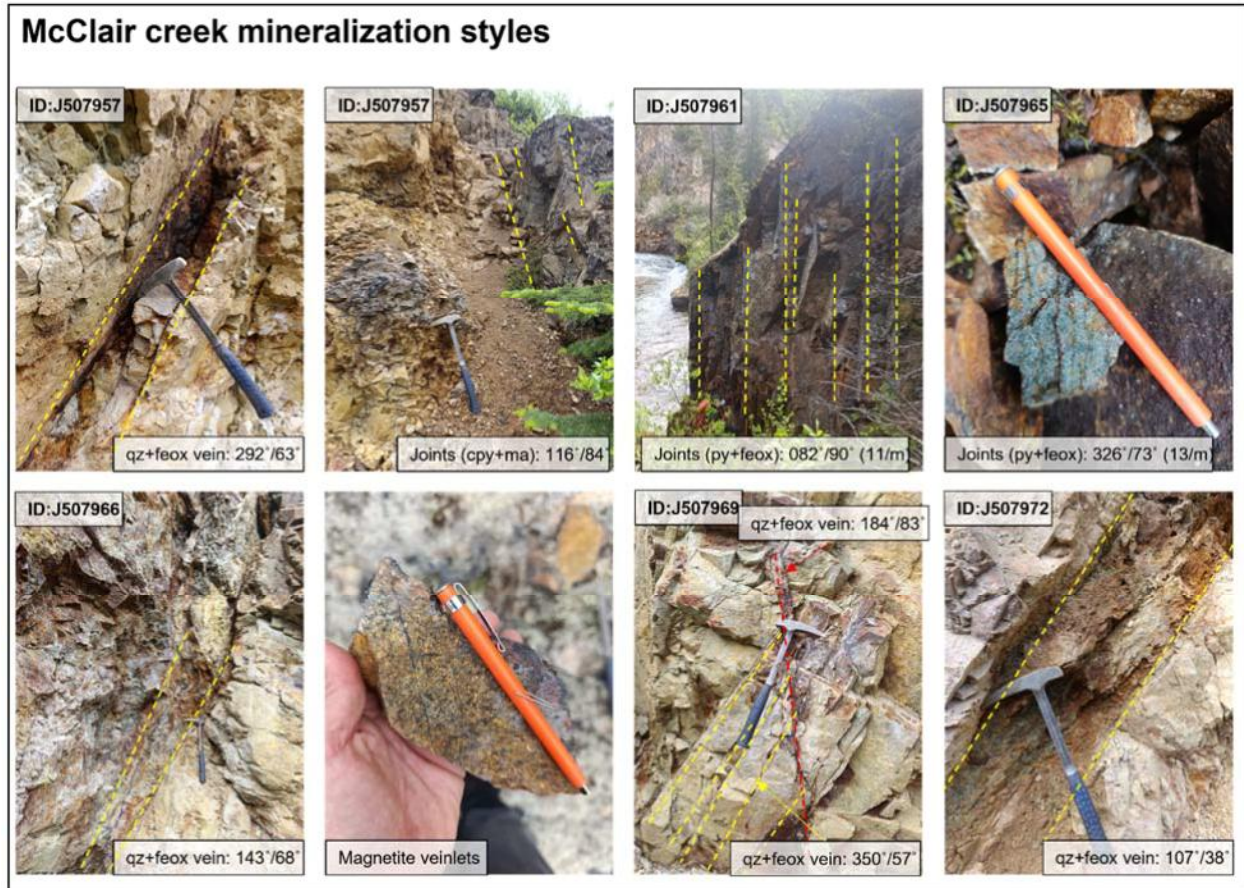 McClair creek mineralization styles
ID:J507957
qz+feox vein: 292°/63°
ID:J507957
Joints (cpy+ma): 116°/84°
ID:J507961
Joints (py+feox): 082°/90° (11/m)
ID:J507965
Joints (py+feox): 326°/73° (13/m)
ID:J507966
qz+feox vein: 143°/68°
Magnetite veinlets
ID:J507969
qz+feox vein: 184°/83°
qz+feox vein: 350°/57°
ID:J507972
qz+feox vein: 107°/38°